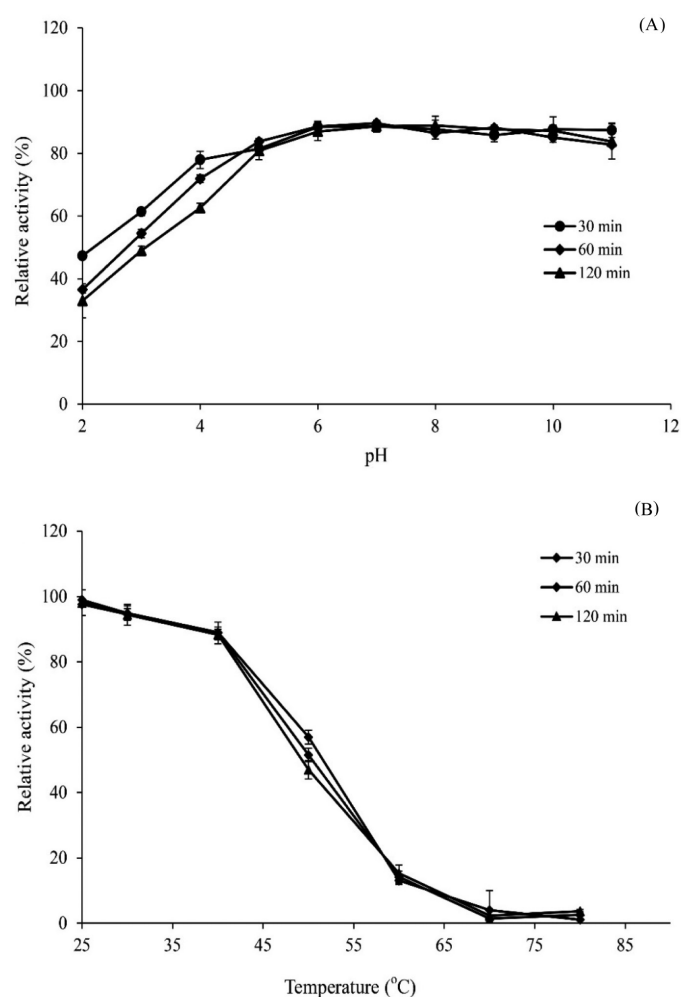 (A)
120
100
80
60
40
20
0
Relative activity (%)
30 min
60 min
120 min
2 4 6 8 10 12
pH
(B)
120
100
80
60
40
20
0
Relative activity (%)
30 min
60 min
120 min
25 35 45 55 65 75 85
Temperature (°C)